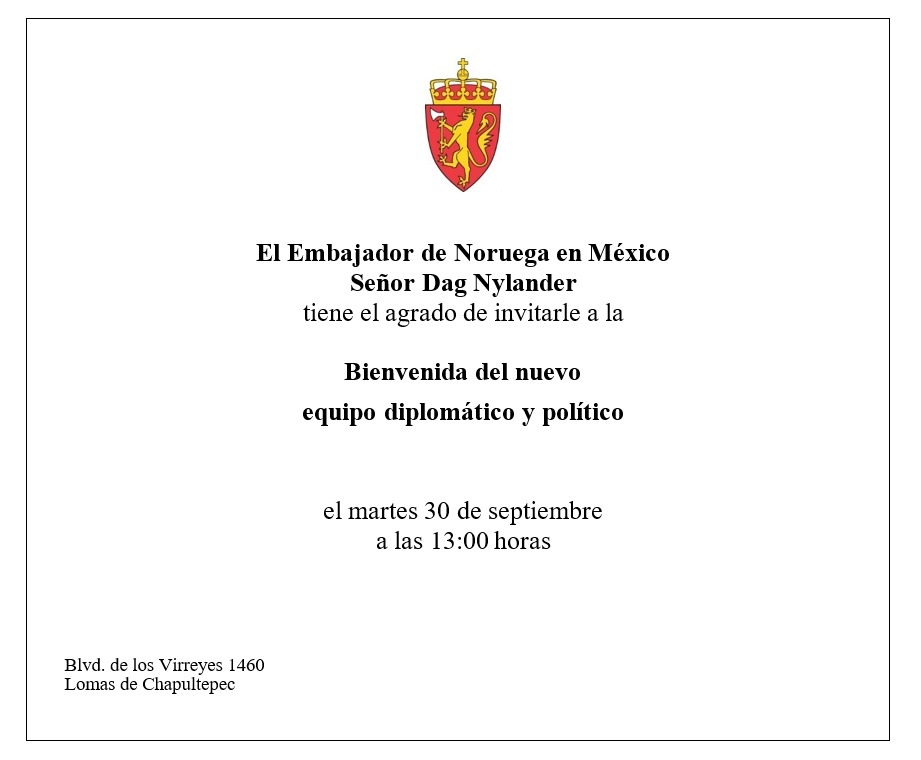 El Embajador de Noruega en México
Señor Dag Nylander
tiene el agrado de invitarle a la
Bienvenida del nuevo
equipo diplomático y político
el martes 30 de septiembre
a las 13:00 horas
Blvd. de los Virreyes 1460
Lomas de Chapultepec